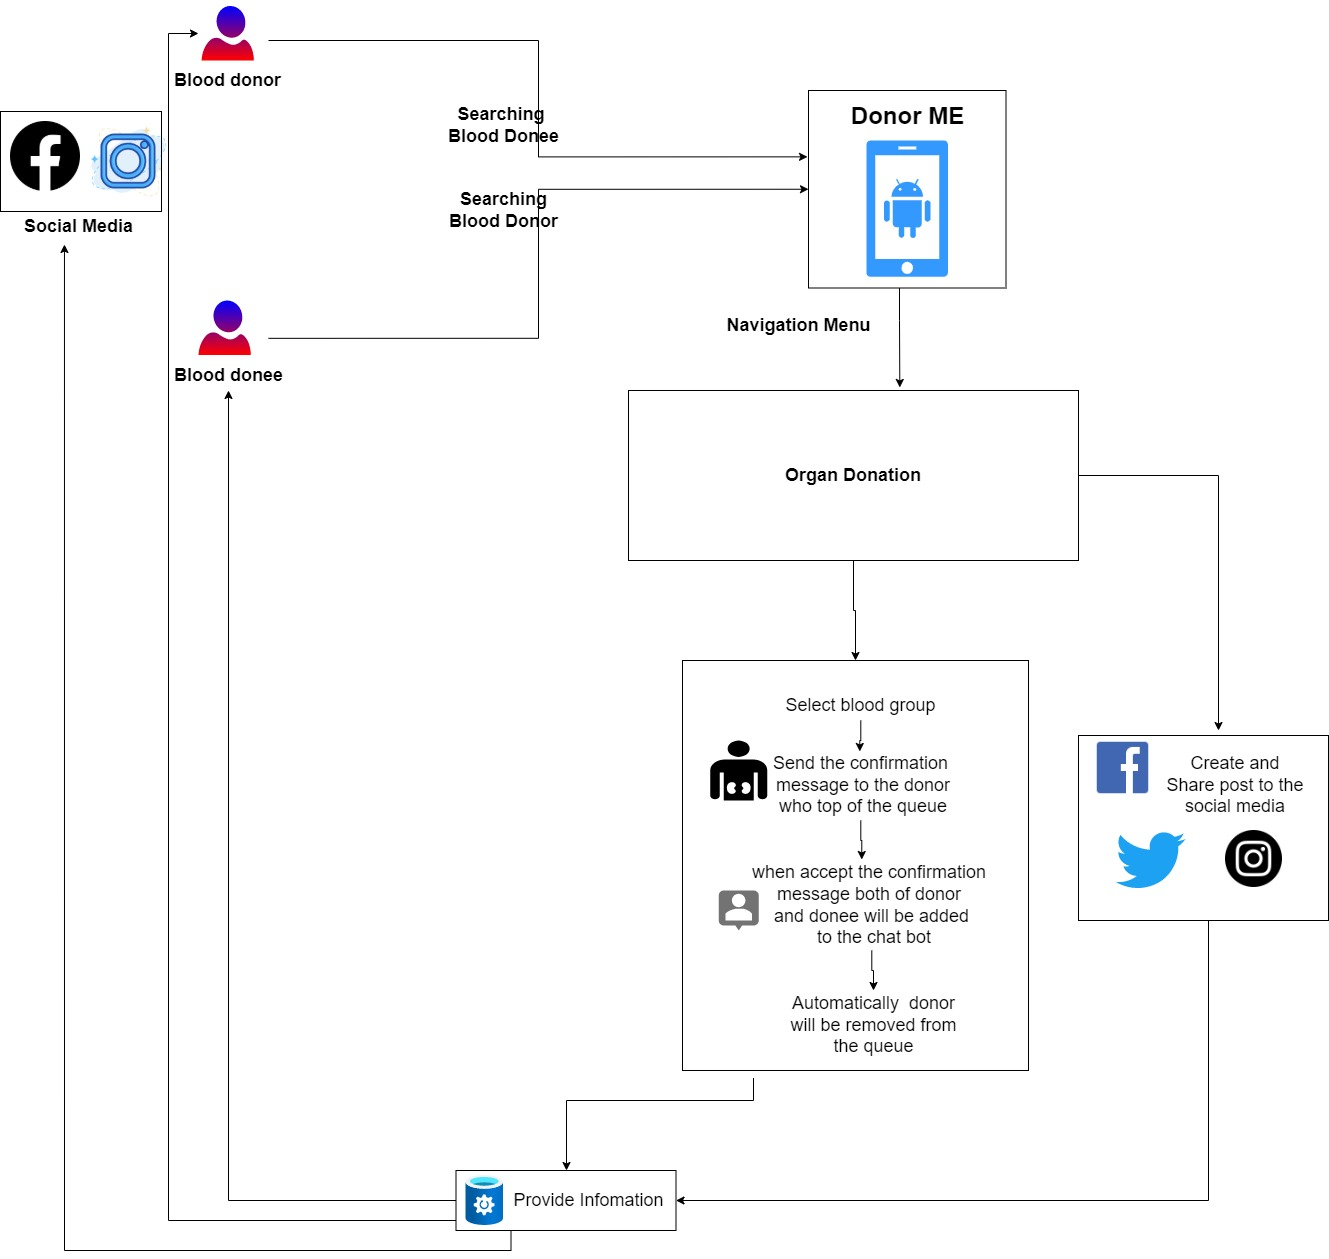 Blood donor
Searching
Blood Donee
Donor ME
Social Media
Searching
Blood Donor
Navigation Menu
Blood donee
Organ Donation
Select blood group
Send the confirmation
message to the donor
who top of the queue
when accept the confirmation
message both of donor
and donee will be added
to the chat bot
Automatically donor
will be removed from
the queue
Create and
Share post to the
social media
Provide Infomation